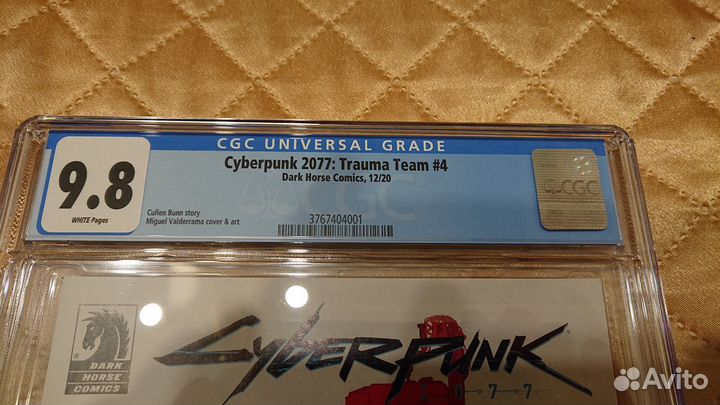 CGC UNIVERSAL GRADE
9.8
WHITE Pages
Cyberpunk 2077: Trauma Team #4
Dark Horse Comics, 12/20
Cullen Bunn story
Miguel Valderrama cover & art
3767404001
CGC
CGC
DARK
HORSE
COMICS
CYBERPUNK
2077
Avito